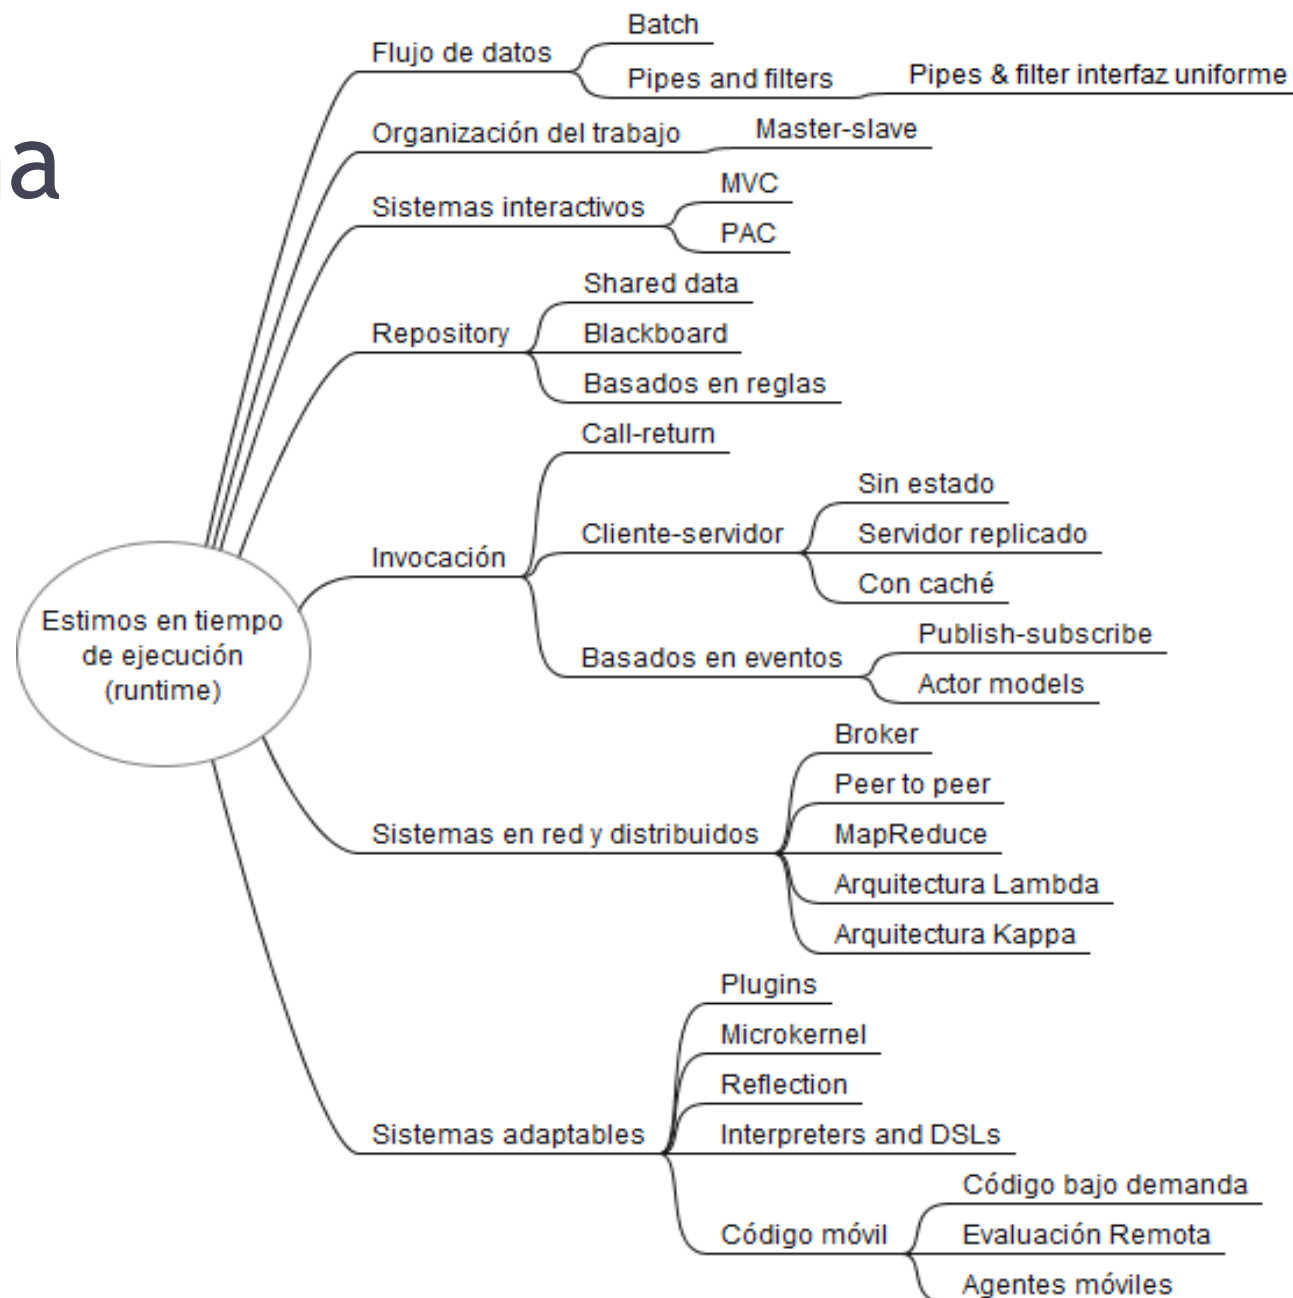 na
Flujo de datos
Batch
Pipes and filters
Pipes & filter interfaz uniforme
Organización del trabajo
Master-slave
Sistemas interactivos
MVC
PAC
Repository
Shared data
Blackboard
Basados en reglas
Invocación
Call-return
Cliente-servidor
Sin estado
Servidor replicado
Con caché
Basados en eventos
Publish-subscribe
Actor models
Estimos en tiempo
de ejecución
(runtime)
Sistemas en red y distribuidos
Broker
Peer to peer
MapReduce
Arquitectura Lambda
Arquitectura Kappa
Sistemas adaptables
Plugins
Microkernel
Reflection
Interpreters and DSLs
Código móvil
Código bajo demanda
Evaluación Remota
Agentes móviles